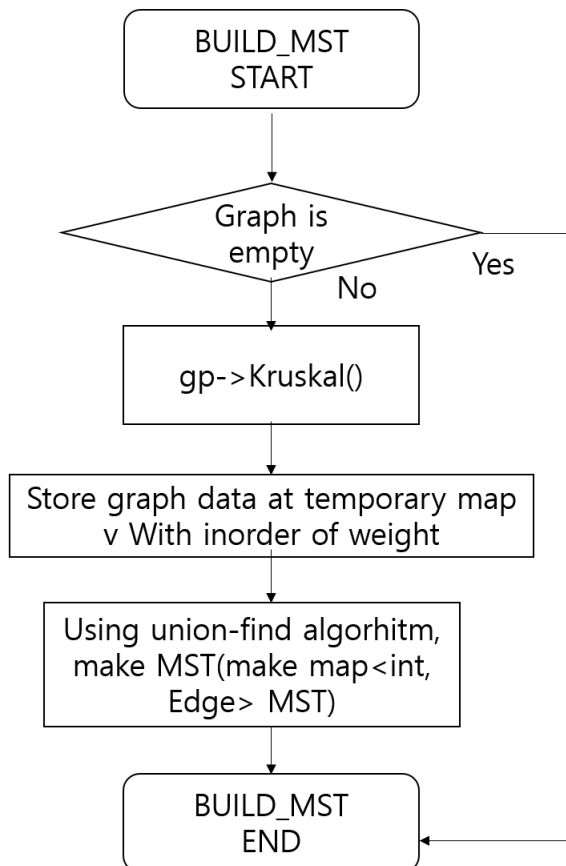 BUILD_MST
START
Graph is
empty
Yes
No
gp->Kruskal()
Store graph data at temporary map
v With inorder of weight
Using union-find algorhitm,
make MST(make map<int,
Edge> MST)
BUILD_MST
END